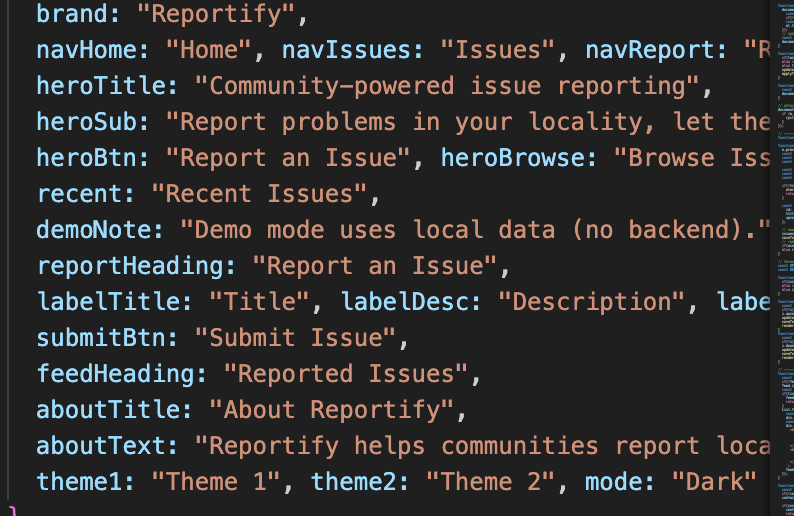 brand: "Reportify",
navHome: "Home", navIssues: "Issues", navReport: "R
heroTitle: "Community-powered issue reporting",
heroSub: "Report problems in your locality, let the
heroBtn: "Report an Issue", heroBrowse: "Browse Iss
recent: "Recent Issues",
demoNote: "Demo mode uses local data (no backend)."
reportHeading: "Report an Issue",
labelTitle: "Title", labelDesc: "Description", labe
submitBtn: "Submit Issue",
feedHeading: "Reported Issues",
aboutTitle: "About Reportify",
aboutText: "Reportify helps communities report loca
theme1: "Theme 1", theme2: "Theme 2", mode: "Dark"
}